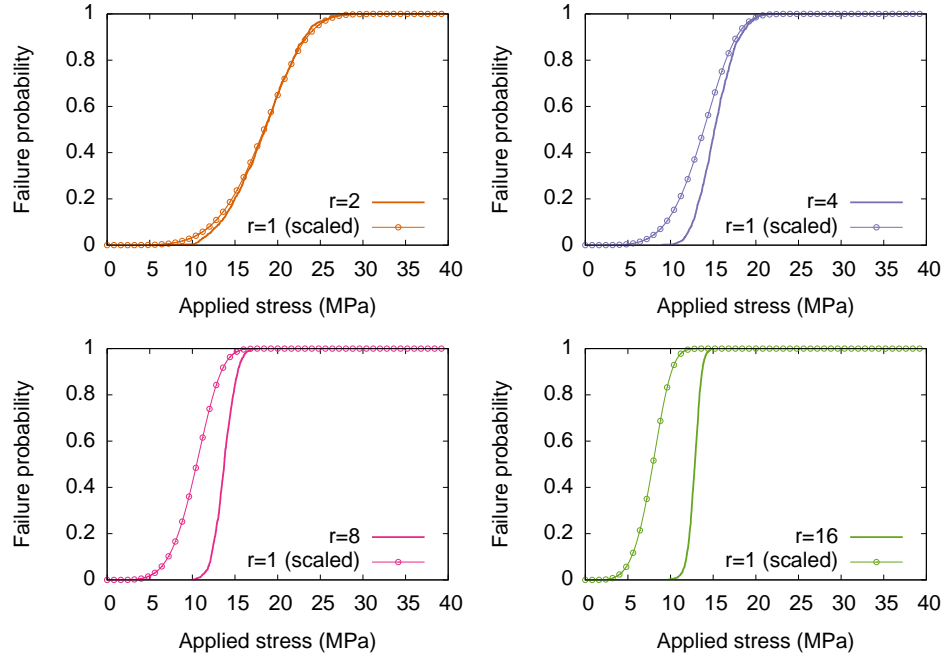 Failure probability
1
0.8
0.6
0.4
0.2
0
r=2
r=1 (scaled)
0 5 10 15 20 25 30 35 40
Applied stress (MPa)
Failure probability
1
0.8
0.6
0.4
0.2
0
r=4
r=1 (scaled)
0 5 10 15 20 25 30 35 40
Applied stress (MPa)
Failure probability
1
0.8
0.6
0.4
0.2
0
r=8
r=1 (scaled)
0 5 10 15 20 25 30 35 40
Applied stress (MPa)
Failure probability
1
0.8
0.6
0.4
0.2
0
r=16
r=1 (scaled)
0 5 10 15 20 25 30 35 40
Applied stress (MPa)